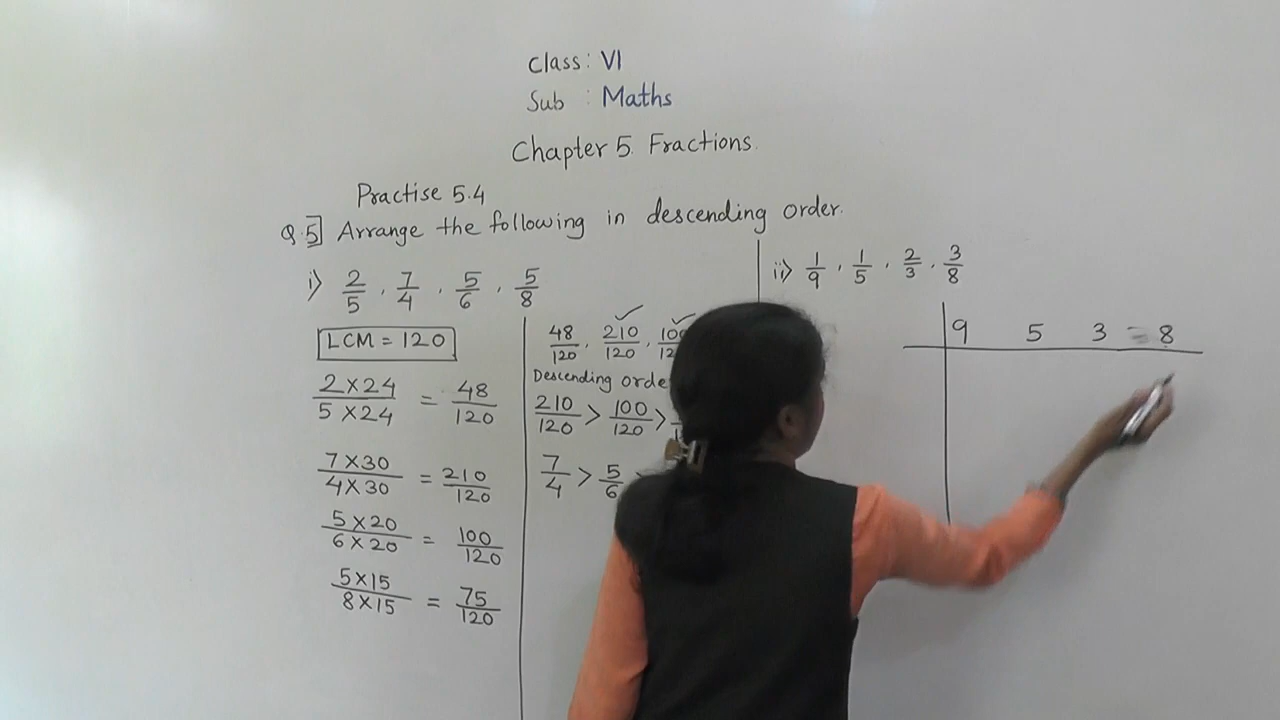 Class: VI
Sub : Maths
Chapter 5. Fractions.
Practise 5.4
Q.5] Arrange the following in descending order.
i) 2/5, 7/4, 5/6, 5/8
LCM = 120
2×24/5×24 = 48/120
7×30/4×30 = 210/120
5×20/6×20 = 100/120
5×15/8×15 = 75/120
48/120, 210/120,
Descending
210/120 > 100/120 >
7/4 > 5/6
ii) 1/9, 1/5, 2/3, 3/8
9 5 3 8